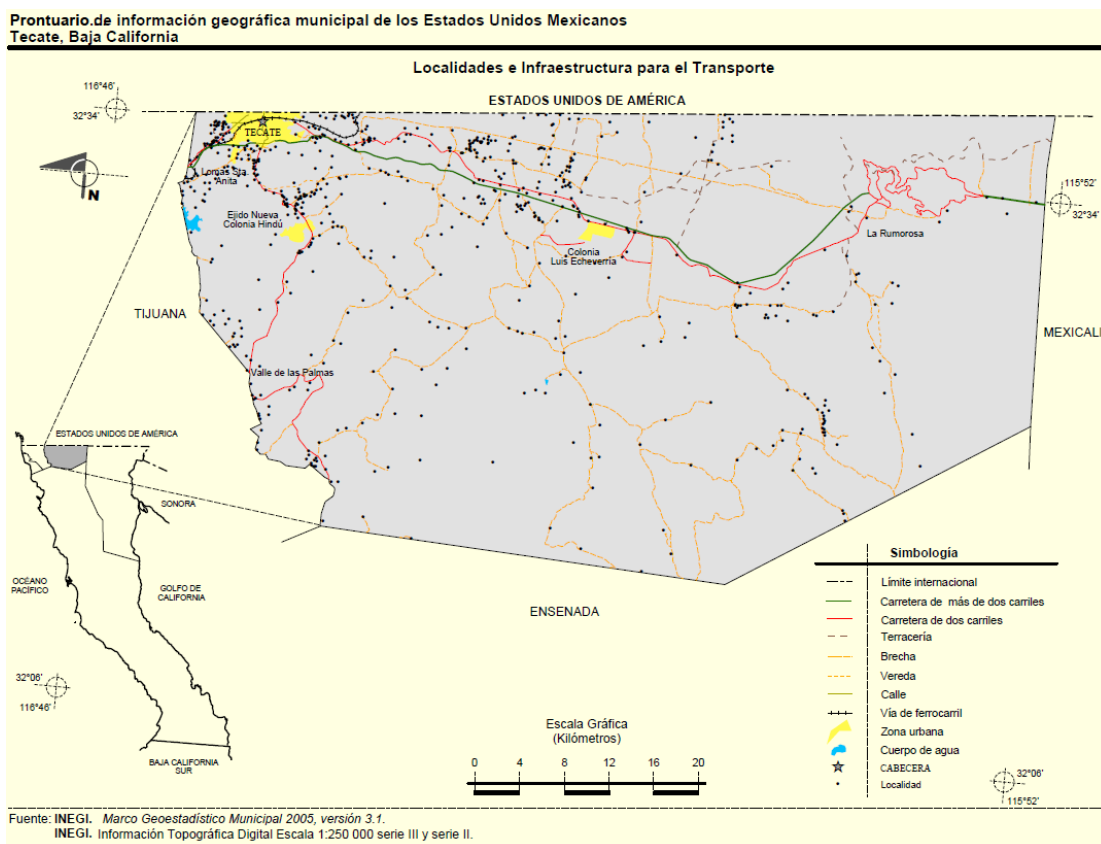 Prontuario.de información geográfica municipal de los Estados Unidos Mexicanos
Tecate, Baja California
Localidades e Infraestructura para el Transporte
116°46'
32°34'
ESTADOS UNIDOS DE AMÉRICA
TECATE
N
Lomas Sta.
Anita
Ejido Nueva
Colonia Hindú
Colonia
Luis Echeverría
La Rumorosa
115°52'
32°34'
TIJUANA
MEXICALI
Valle de las Palmas
ESTADOS UNIDOS DE AMÉRICA
SONORA
OCÉANO
PACÍFICO
GOLFO DE
CALIFORNIA
BAJA CALIFORNIA
SUR
32°06'
116°46'
ENSENADA
Escala Gráfica
(Kilómetros)
0 4 8 12 16 20
Simbología
Límite internacional
Carretera de más de dos carriles
Carretera de dos carriles
Terracería
Brecha
Vereda
Calle
Vía de ferrocarril
Zona urbana
Cuerpo de agua
CABECERA
Localidad
32°06'
115°52'
Fuente: INEGI. Marco Geoestadístico Municipal 2005, versión 3.1.
INEGI. Información Topográfica Digital Escala 1:250 000 serie III y serie II.